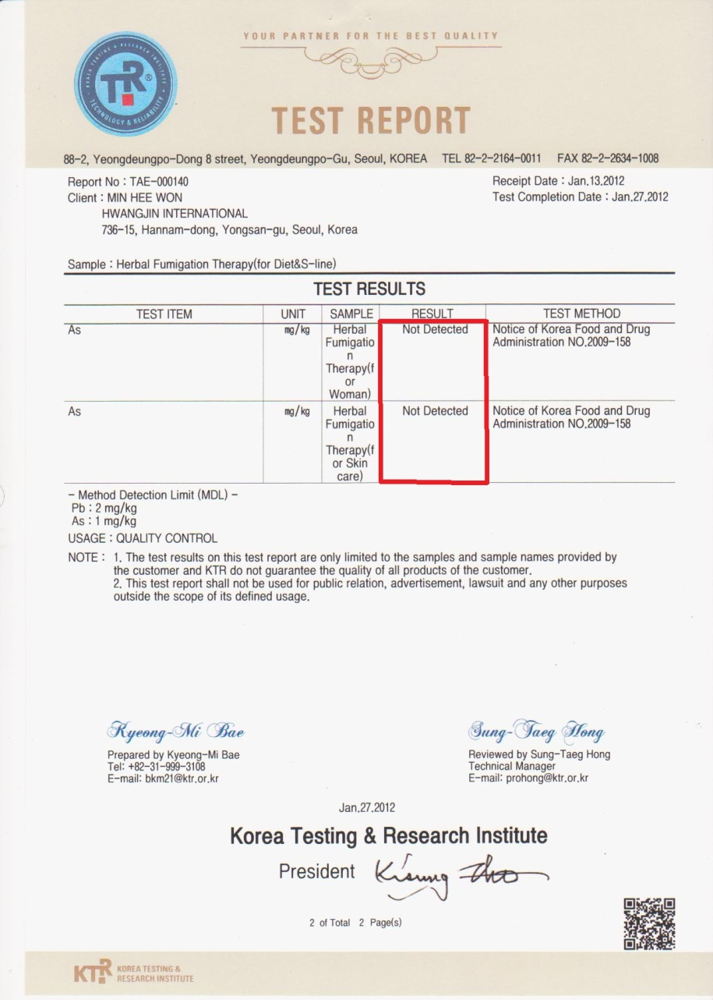 YOUR PARTNER FOR THE BEST QUALITY
KOREA TESTING & RESEARCH INSTITUTE
TR®
TECHNOLOGY & RELIABILITY
TEST REPORT
88-2, Yeongdeungpo-Dong 8 street, Yeongdeungpo-Gu, Seoul, KOREA TEL 82-2-2164-0011 FAX 82-2-2634-1008
Report No : TAE-000140
Receipt Date : Jan.13.2012
Client : MIN HEE WON
Test Completion Date : Jan.27.2012
HWANGJIN INTERNATIONAL
736-15, Hannam-dong, Yongsan-gu, Seoul, Korea
Sample : Herbal Fumigation Therapy(for Diet&S-line)
TEST RESULTS
TEST ITEM UNIT SAMPLE RESULT TEST METHOD
As mg/kg Herbal Not Detected Notice of Korea Food and Drug
Fumigatio Administration NO.2009-158
n
Therapy(f
or
Woman)
As mg/kg Herbal Not Detected Notice of Korea Food and Drug
Fumigatio Administration NO.2009-158
n
Therapy(f
or Skin
care)
- Method Detection Limit (MDL) -
Pb : 2 mg/kg
As : 1 mg/kg
USAGE : QUALITY CONTROL
NOTE : 1. The test results on this test report are only limited to the samples and sample names provided by
the customer and KTR do not guarantee the quality of all products of the customer.
2. This test report shall not be used for public relation, advertisement, lawsuit and any other purposes
outside the scope of its defined usage.
Kyeong-Mi Bae
Sung-Taeg Hong
Prepared by Kyeong-Mi Bae
Tel: +82-31-999-3108
E-mail: bkm21@ktr.or.kr
Reviewed by Sung-Taeg Hong
Technical Manager
E-mail: prohong@ktr.or.kr
Jan.27.2012
Korea Testing & Research Institute
President
2 of Total 2 Page(s)
KTR KOREA TESTING &
RESEARCH INSTITUTE